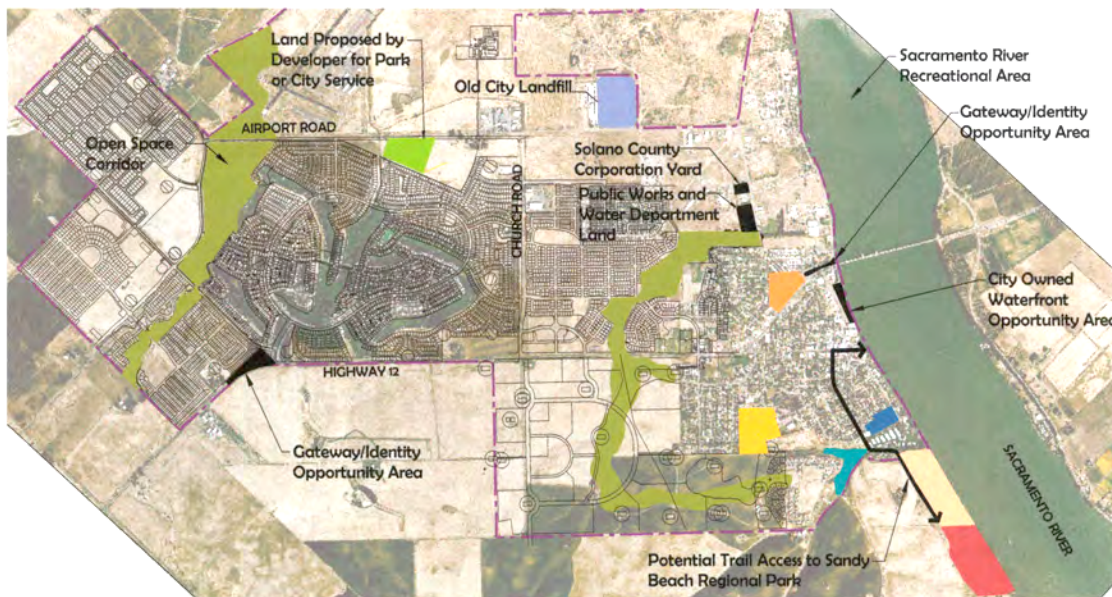 Land Proposed by
Developer for Park
or City Service
Sacramento River
Recreational Area
Old City Landfill
Gateway/Identity
Opportunity Area
AIRPORT ROAD
Open Space
Corridor
Solano County
Corporation Yard
CHURCH ROAD
Public Works and
Water Department
Land
City Owned
Waterfront
Opportunity Area
HIGHWAY 12
Gateway/Identity
Opportunity Area
SACRAMENTO RIVER
Potential Trail Access to Sandy
Beach Regional Park